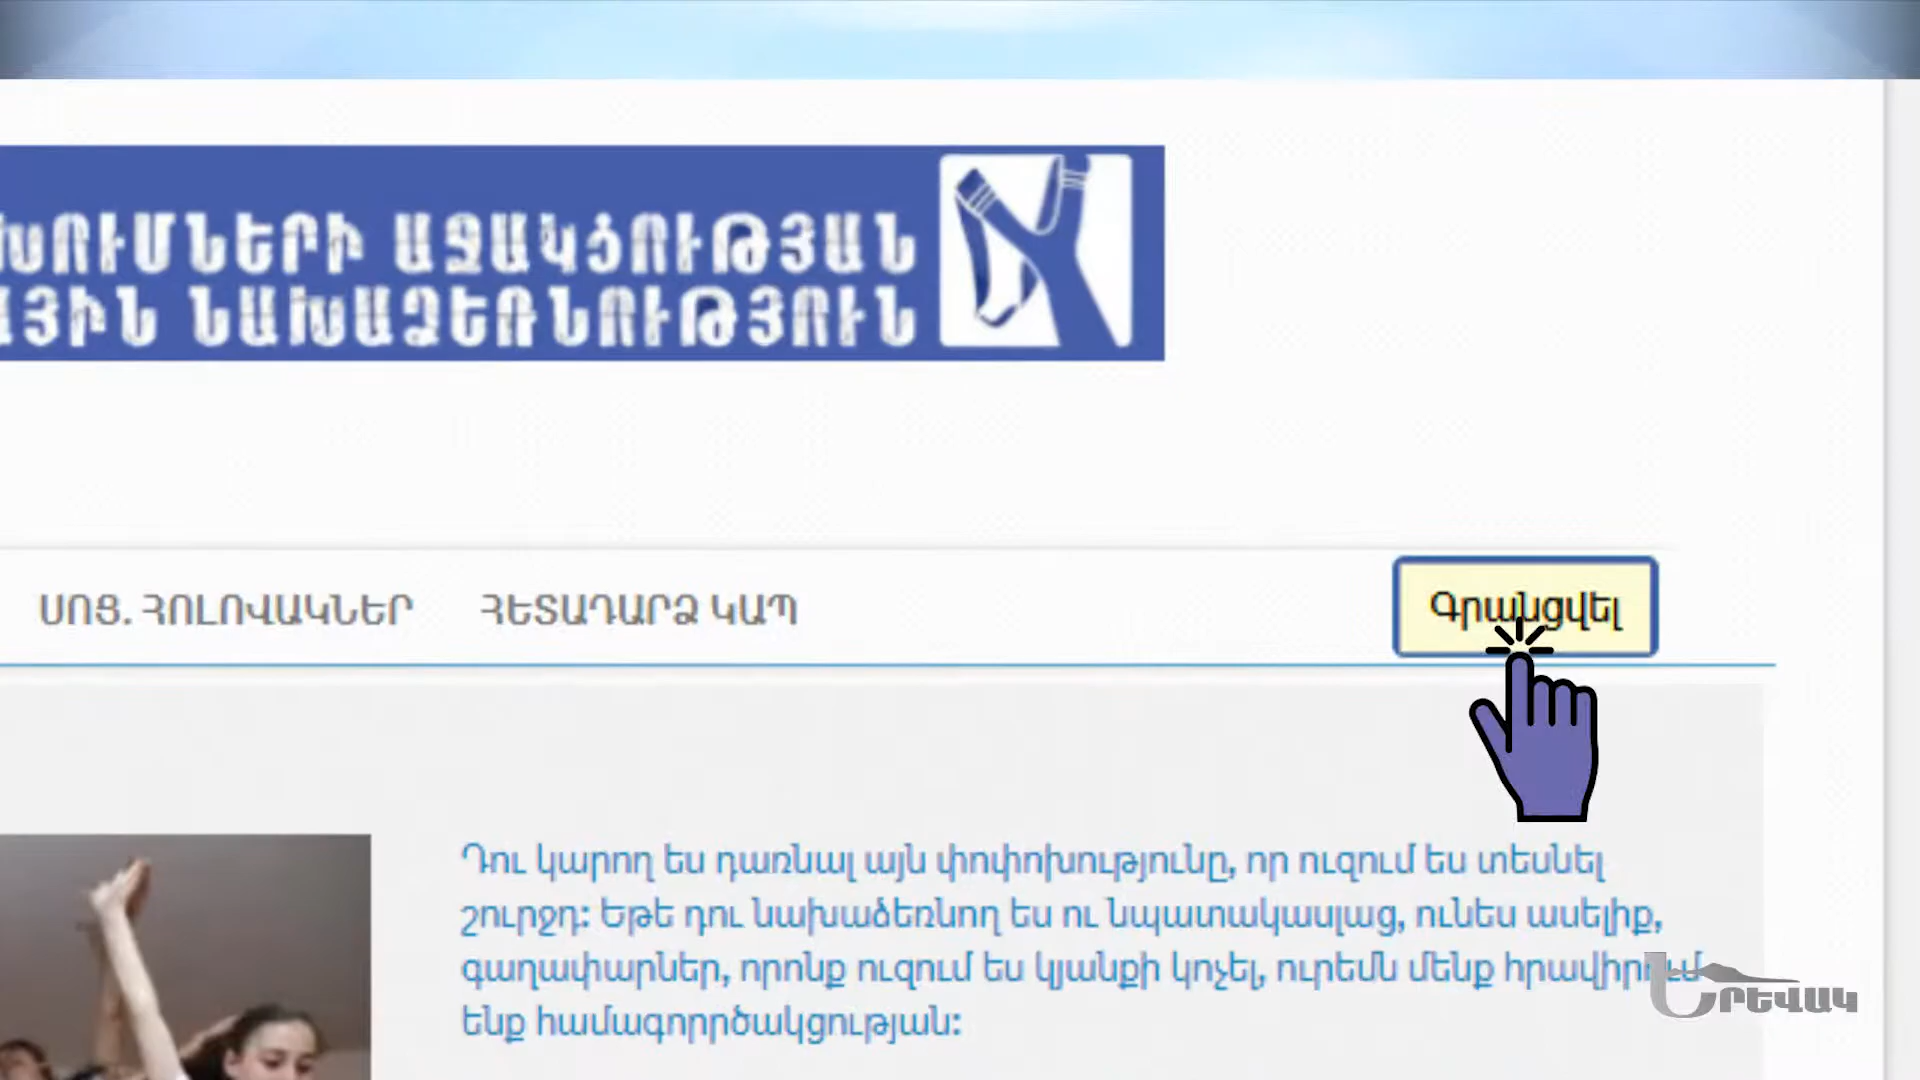 ԱՋԱԿՑՈՒԹՅԱՆ
ՆԱԽԱՁԵՌՆՈՒԹՅՈՒՆ
ՍՈՑ. ՀՈԼՈՎԱԿՆԵՐ ՀԵՏԱԴԱՐՁ ԿԱՊ Գրանցվել
Դու կարող ես դառնալ այն փոփոխությունը, որ ուզում ես տեսնել
շուրջդ: Եթե դու նախաձեռնող ես ու նպատակասլաց, ունես ասելիք,
գաղափարներ, որոնք ուզում ես կյանքի կոչել, ուրեմն մենք հրավիրում
ենք համագործակցության:
ԵՐԵՎԱԿ